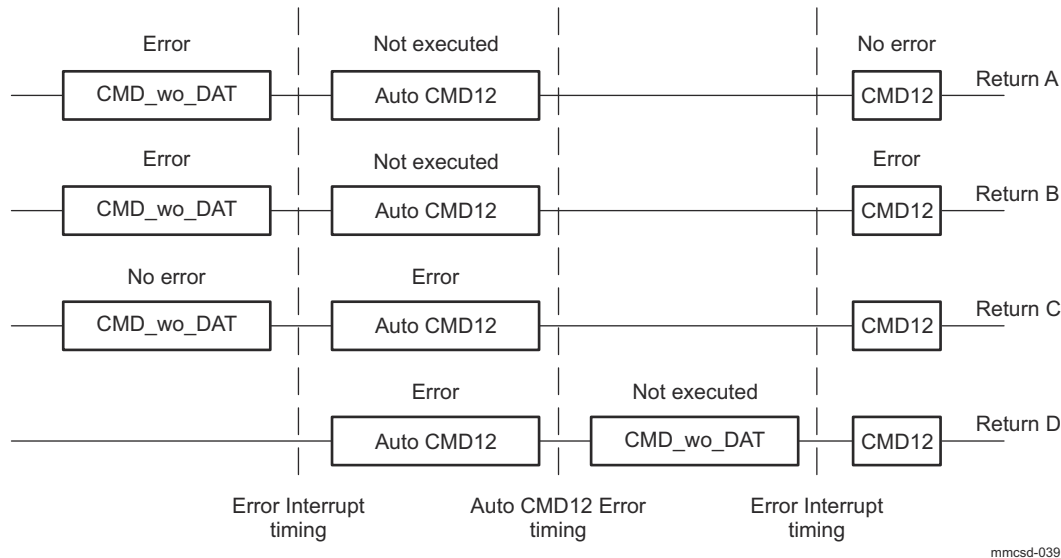 Error Not executed No error
CMD_wo_DAT Auto CMD12 CMD12 Return A
Error Not executed Error
CMD_wo_DAT Auto CMD12 CMD12 Return B
No error Error
CMD_wo_DAT Auto CMD12 CMD12 Return C
Error Not executed
Auto CMD12 CMD_wo_DAT CMD12 Return D
Error Interrupt Auto CMD12 Error Error Interrupt
timing timing timing
mmcsd-039